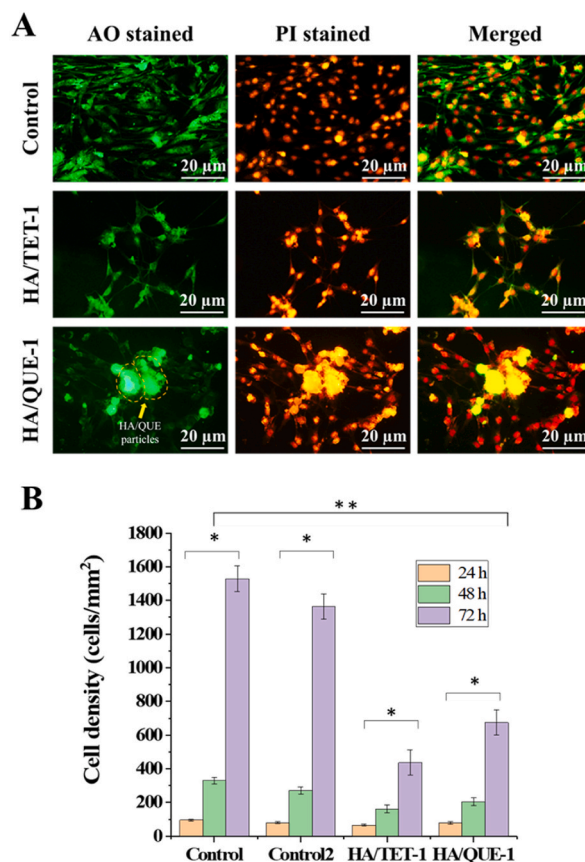 A
AO stained PI stained Merged
Control
20 µm 20 µm 20 µm
HA/TET-1
20 µm 20 µm 20 µm
HA/QUE-1
HA/QUE
particles
20 µm 20 µm 20 µm
B
**
* * * *
24 h
48 h
72 h
Cell density (cells/mm²)
1800
1600
1400
1200
1000
800
600
400
200
0
Control Control2 HA/TET-1 HA/QUE-1